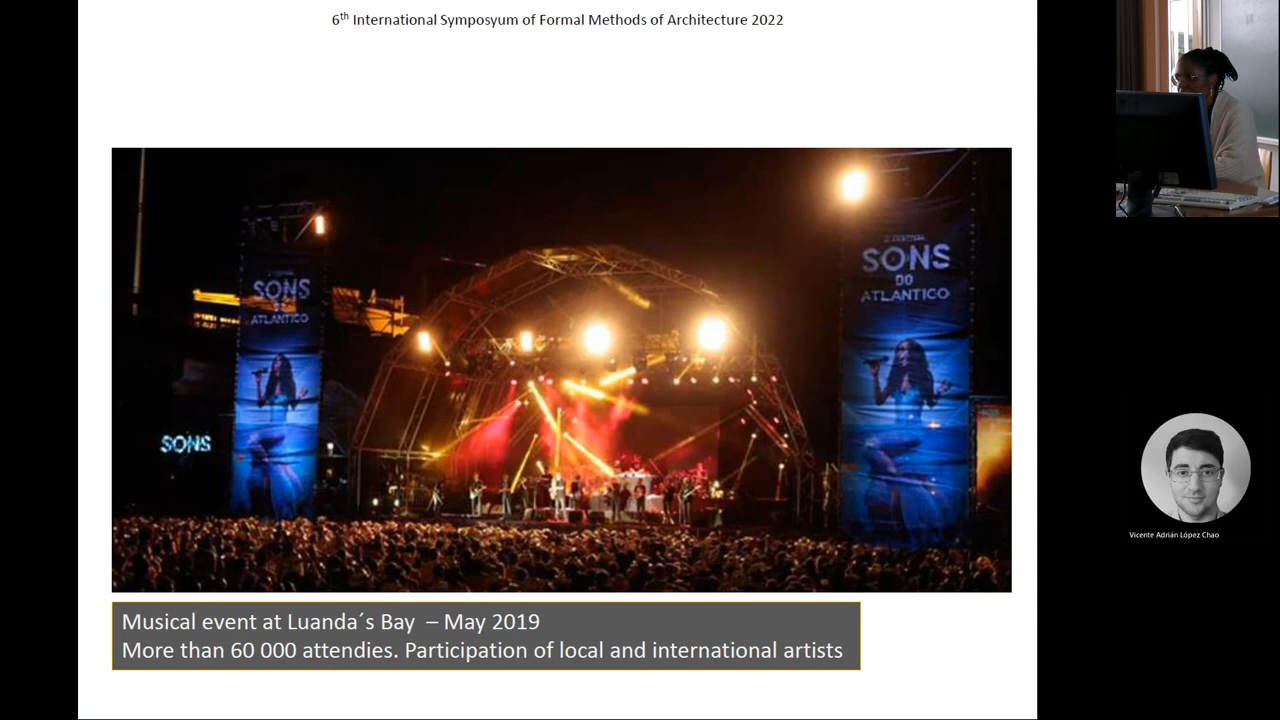 6th International Symposyum of Formal Methods of Architecture 2022
SONS
DO
ATLANTICO
SONS
SONS
ATLANTICO
Musical event at Luanda´s Bay – May 2019
More than 60 000 attendies. Participation of local and international artists
Vicente Adrián López Chao